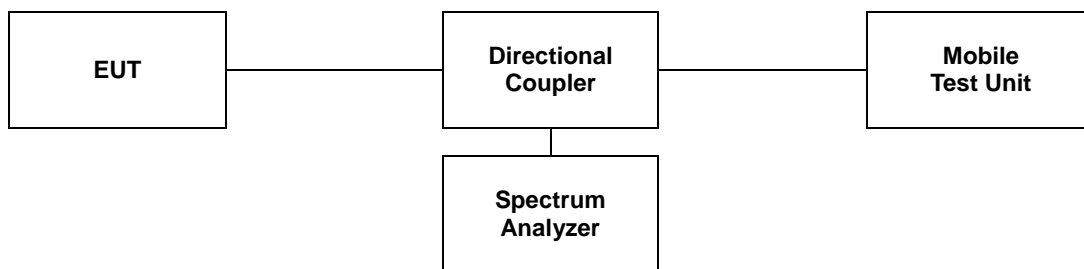 EUT
Directional
Coupler
Mobile
Test Unit
Spectrum
Analyzer